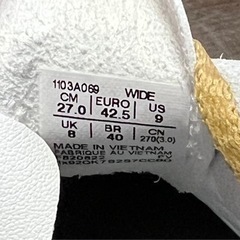 1103A069 WIDE
CM EURO US
27.0 42.5 9
UK BR CN
8 40 270(3.0)
MADE IN VIETNAM
FABRIQUE AU VIETNAM
FV